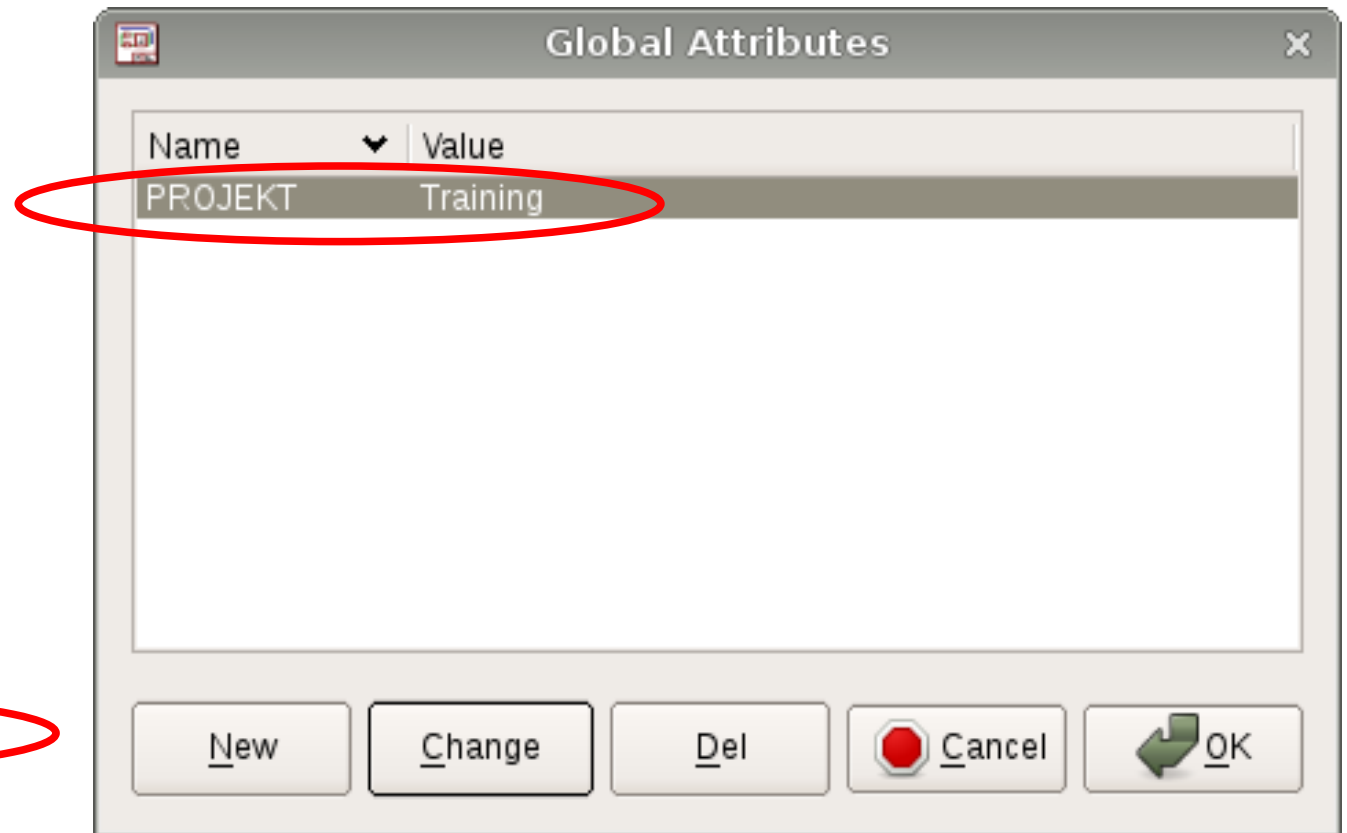 Global Attributes
Name Value
PROJEKT Training
New Change Del Cancel OK